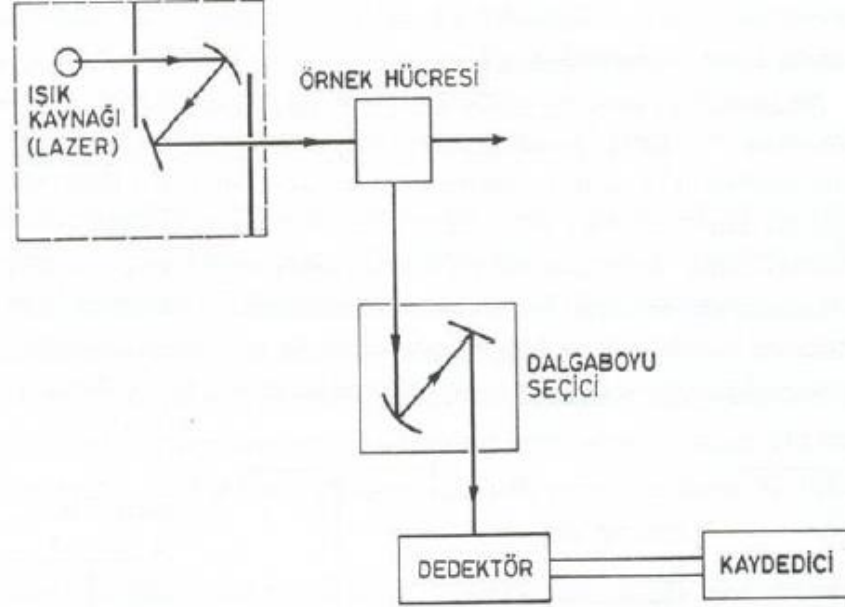 IŞIK
KAYNAĞI
(LAZER)
ÖRNEK HÜCRESİ
DALGABOYU
SEÇİCİ
DEDEKTÖR
KAYDEDİCİ